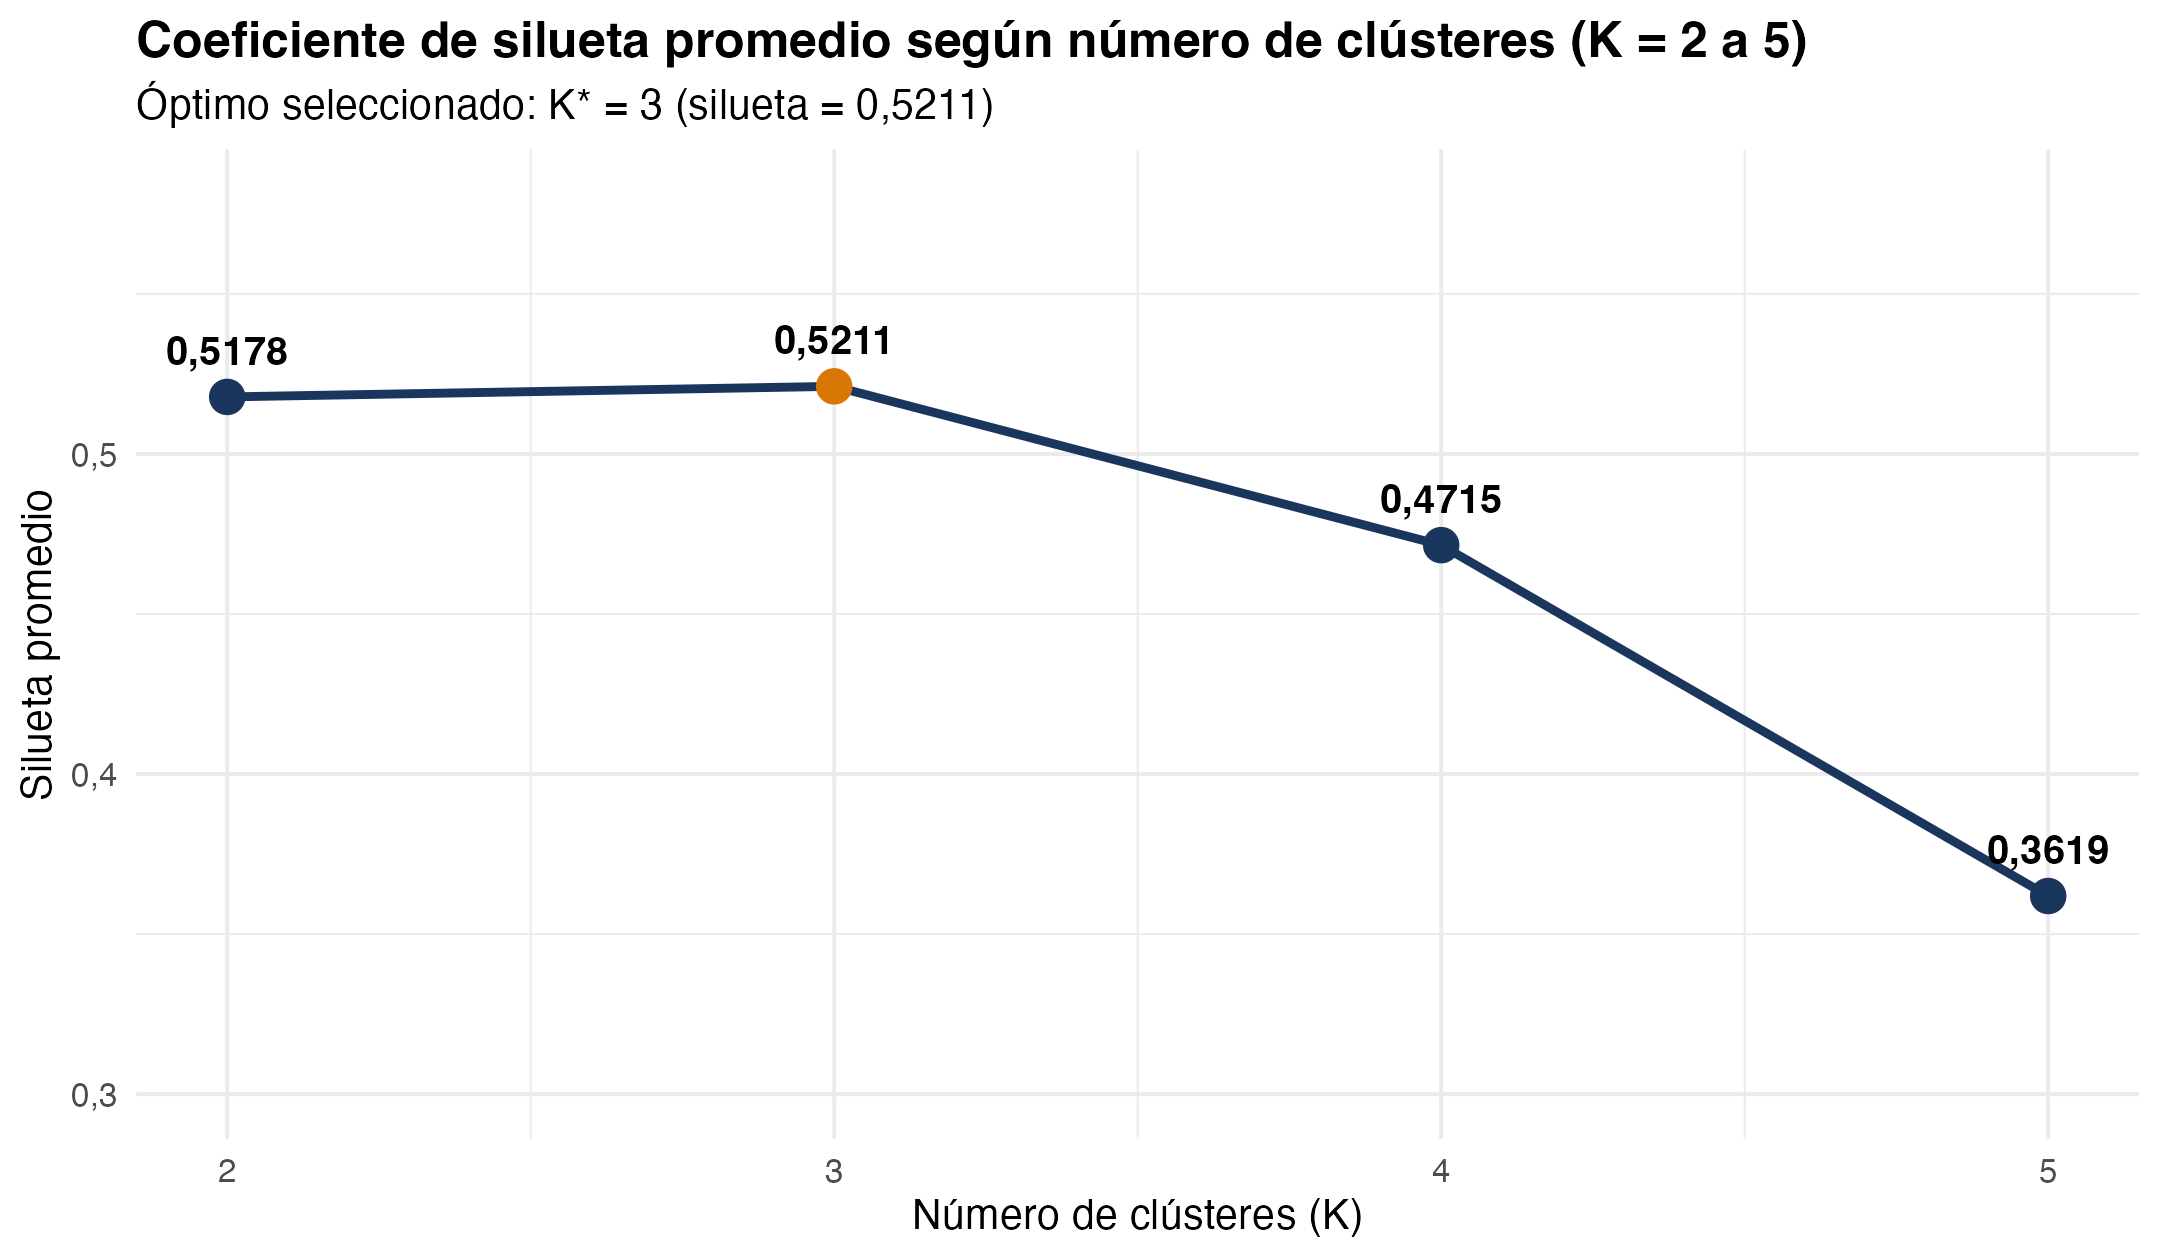 Coeficiente de silueta promedio según número de clústeres (K = 2 a 5)
Óptimo seleccionado: K* = 3 (silueta = 0,5211)
0,5178
0,5211
0,4715
0,3619
Silueta promedio
0,5
0,4
0,3
2
3
4
5
Número de clústeres (K)